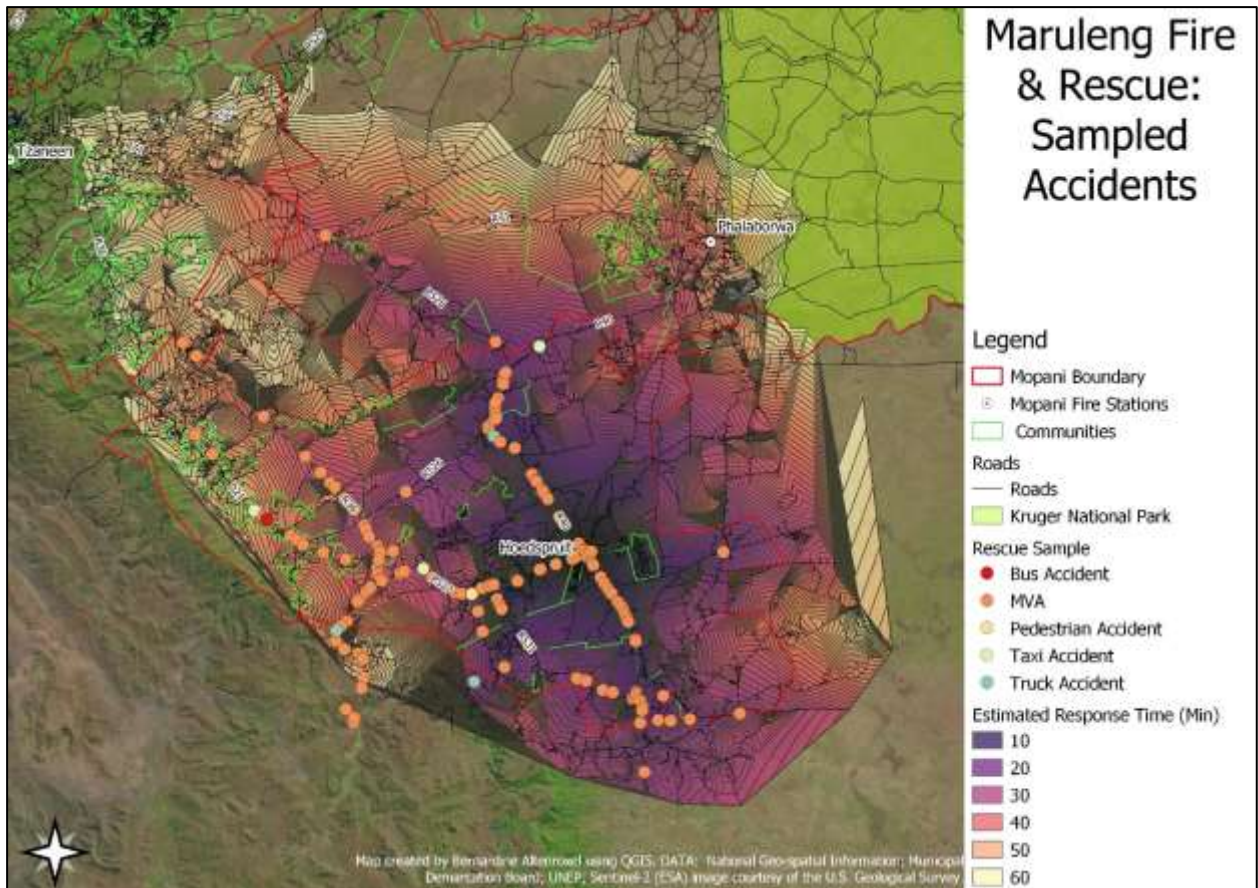 Maruleng Fire
& Rescue:
Sampled
Accidents
Tzaneen
Phalaborwa
Hoedspruit
Legend
Mopani Boundary
Mopani Fire Stations
Communities
Roads
Roads
Kruger National Park
Rescue Sample
Bus Accident
MVA
Pedestrian Accident
Taxi Accident
Truck Accident
Estimated Response Time (Min)
10
20
30
40
50
60
Map created by Bernardine Altenroxel using QGIS. DATA: National Geo-spatial Information; Municipal
Demarcation Board; UNEP; Sentinel-2 (ESA) image courtesy of the U.S. Geological Survey